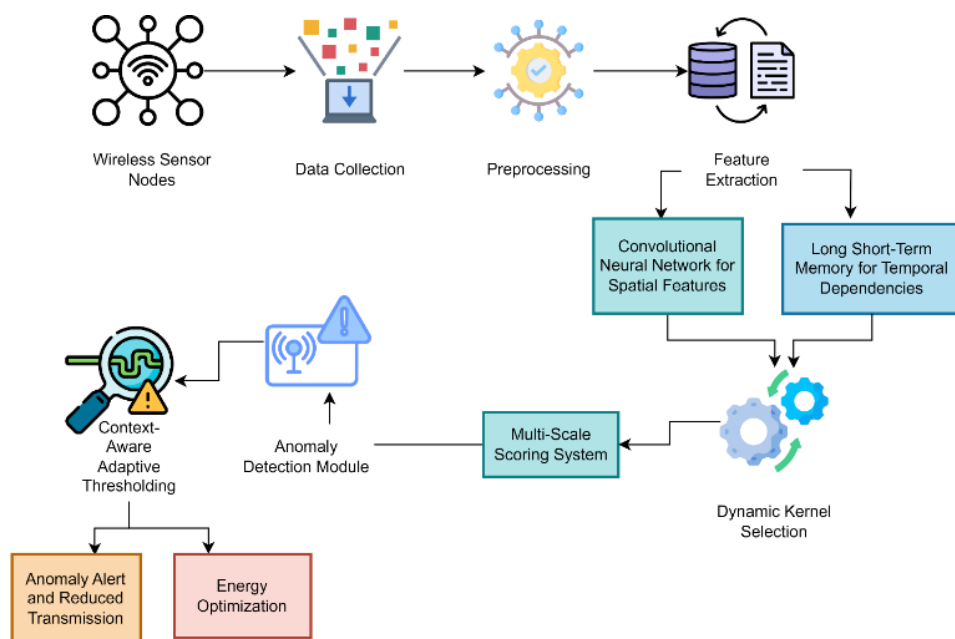 Wireless Sensor
Nodes
Data Collection
Preprocessing
Feature
Extraction
Convolutional
Neural Network for
Spatial Features
Long Short-Term
Memory for Temporal
Dependencies
Dynamic Kernel
Selection
Multi-Scale
Scoring System
Anomaly
Detection Module
Context-
Aware
Adaptive
Thresholding
Anomaly Alert
and Reduced
Transmission
Energy
Optimization